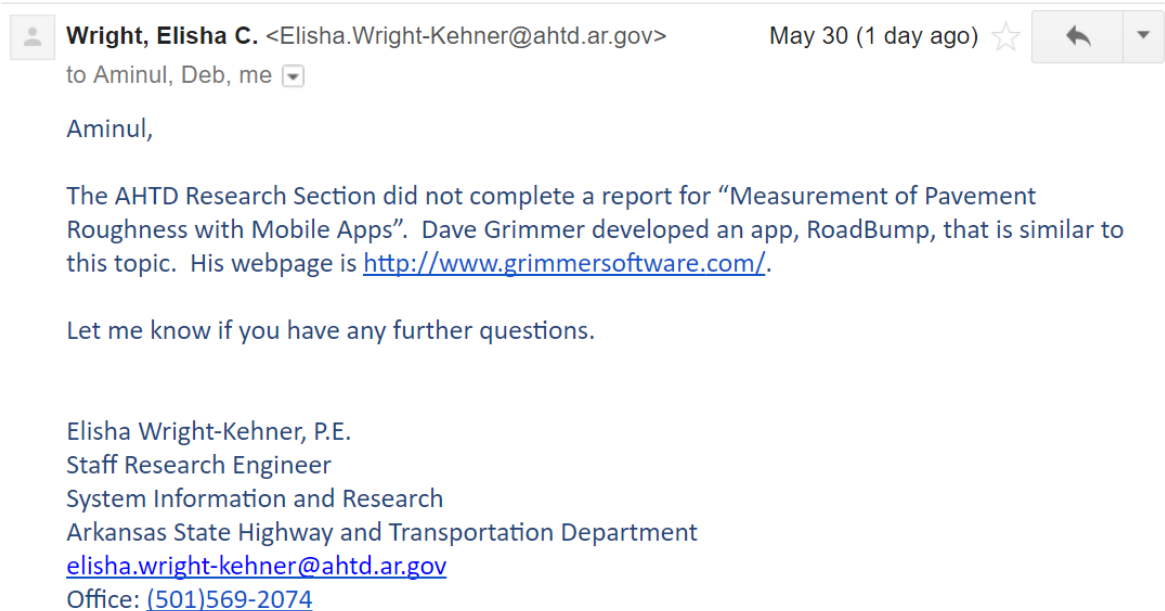 Wright, Elisha C. <Elisha.Wright-Kehner@ahtd.ar.gov> May 30 (1 day ago)
to Aminul, Deb, me
Aminul,
The AHTD Research Section did not complete a report for “Measurement of Pavement
Roughness with Mobile Apps”.  Dave Grimmer developed an app, RoadBump, that is similar to
this topic.  His webpage is http://www.grimmersoftware.com/.
Let me know if you have any further questions.
Elisha Wright-Kehner, P.E.
Staff Research Engineer
System Information and Research
Arkansas State Highway and Transportation Department
elisha.wright-kehner@ahtd.ar.gov
Office: (501)569-2074